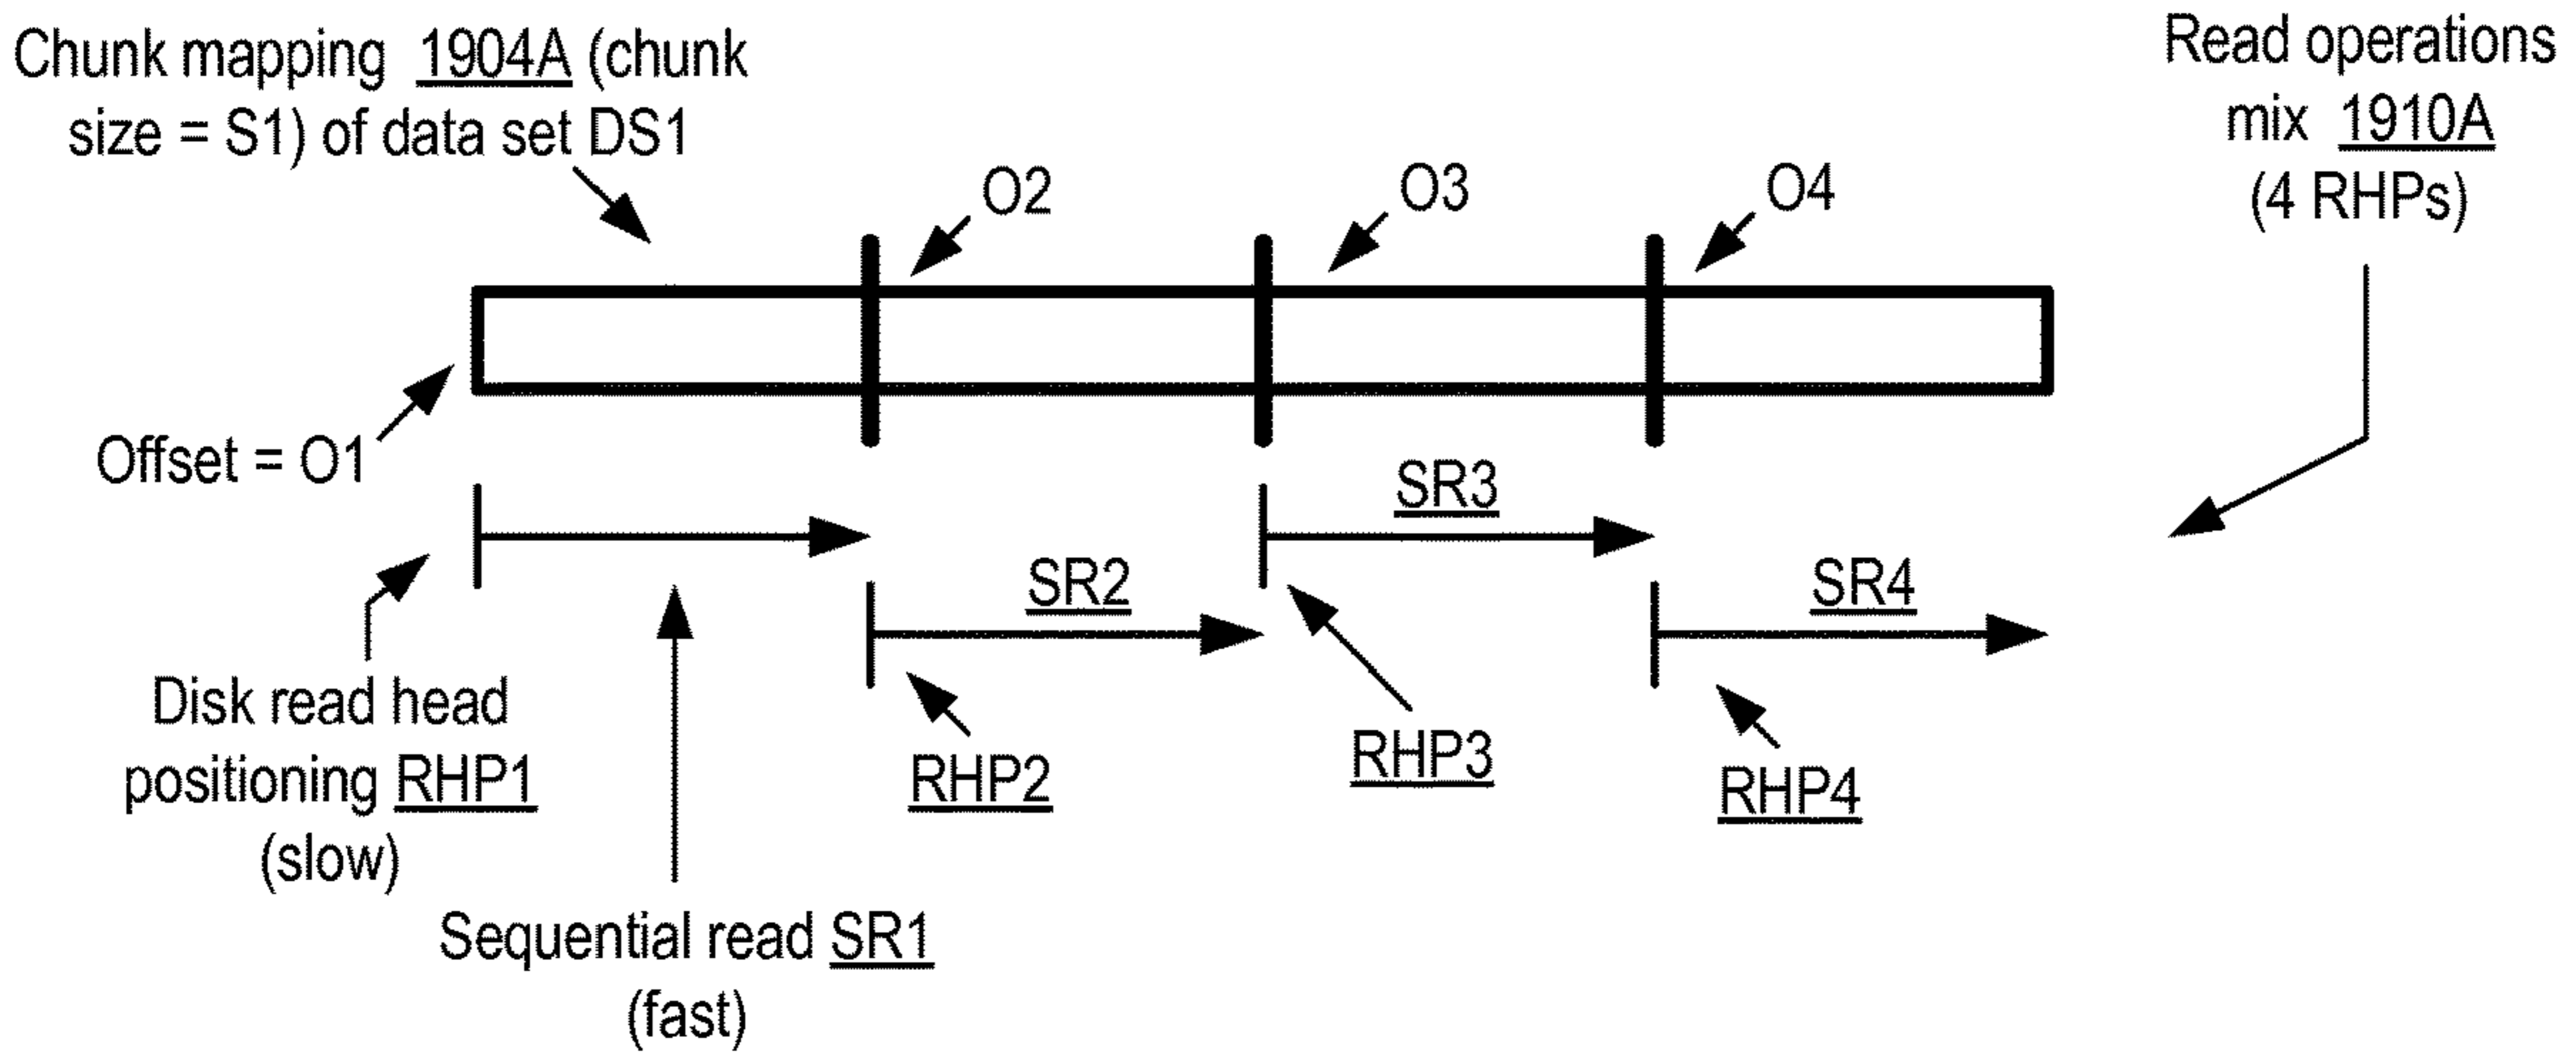 Chunk mapping 1904A (chunk
size = S1) of data set DS1
Read operations
mix 1910A
(4 RHPs)
O2
O3
O4
Offset = O1
SR3
SR2
SR4
Disk read head
positioning RHP1
(slow)
RHP2
RHP3
RHP4
Sequential read SR1
(fast)